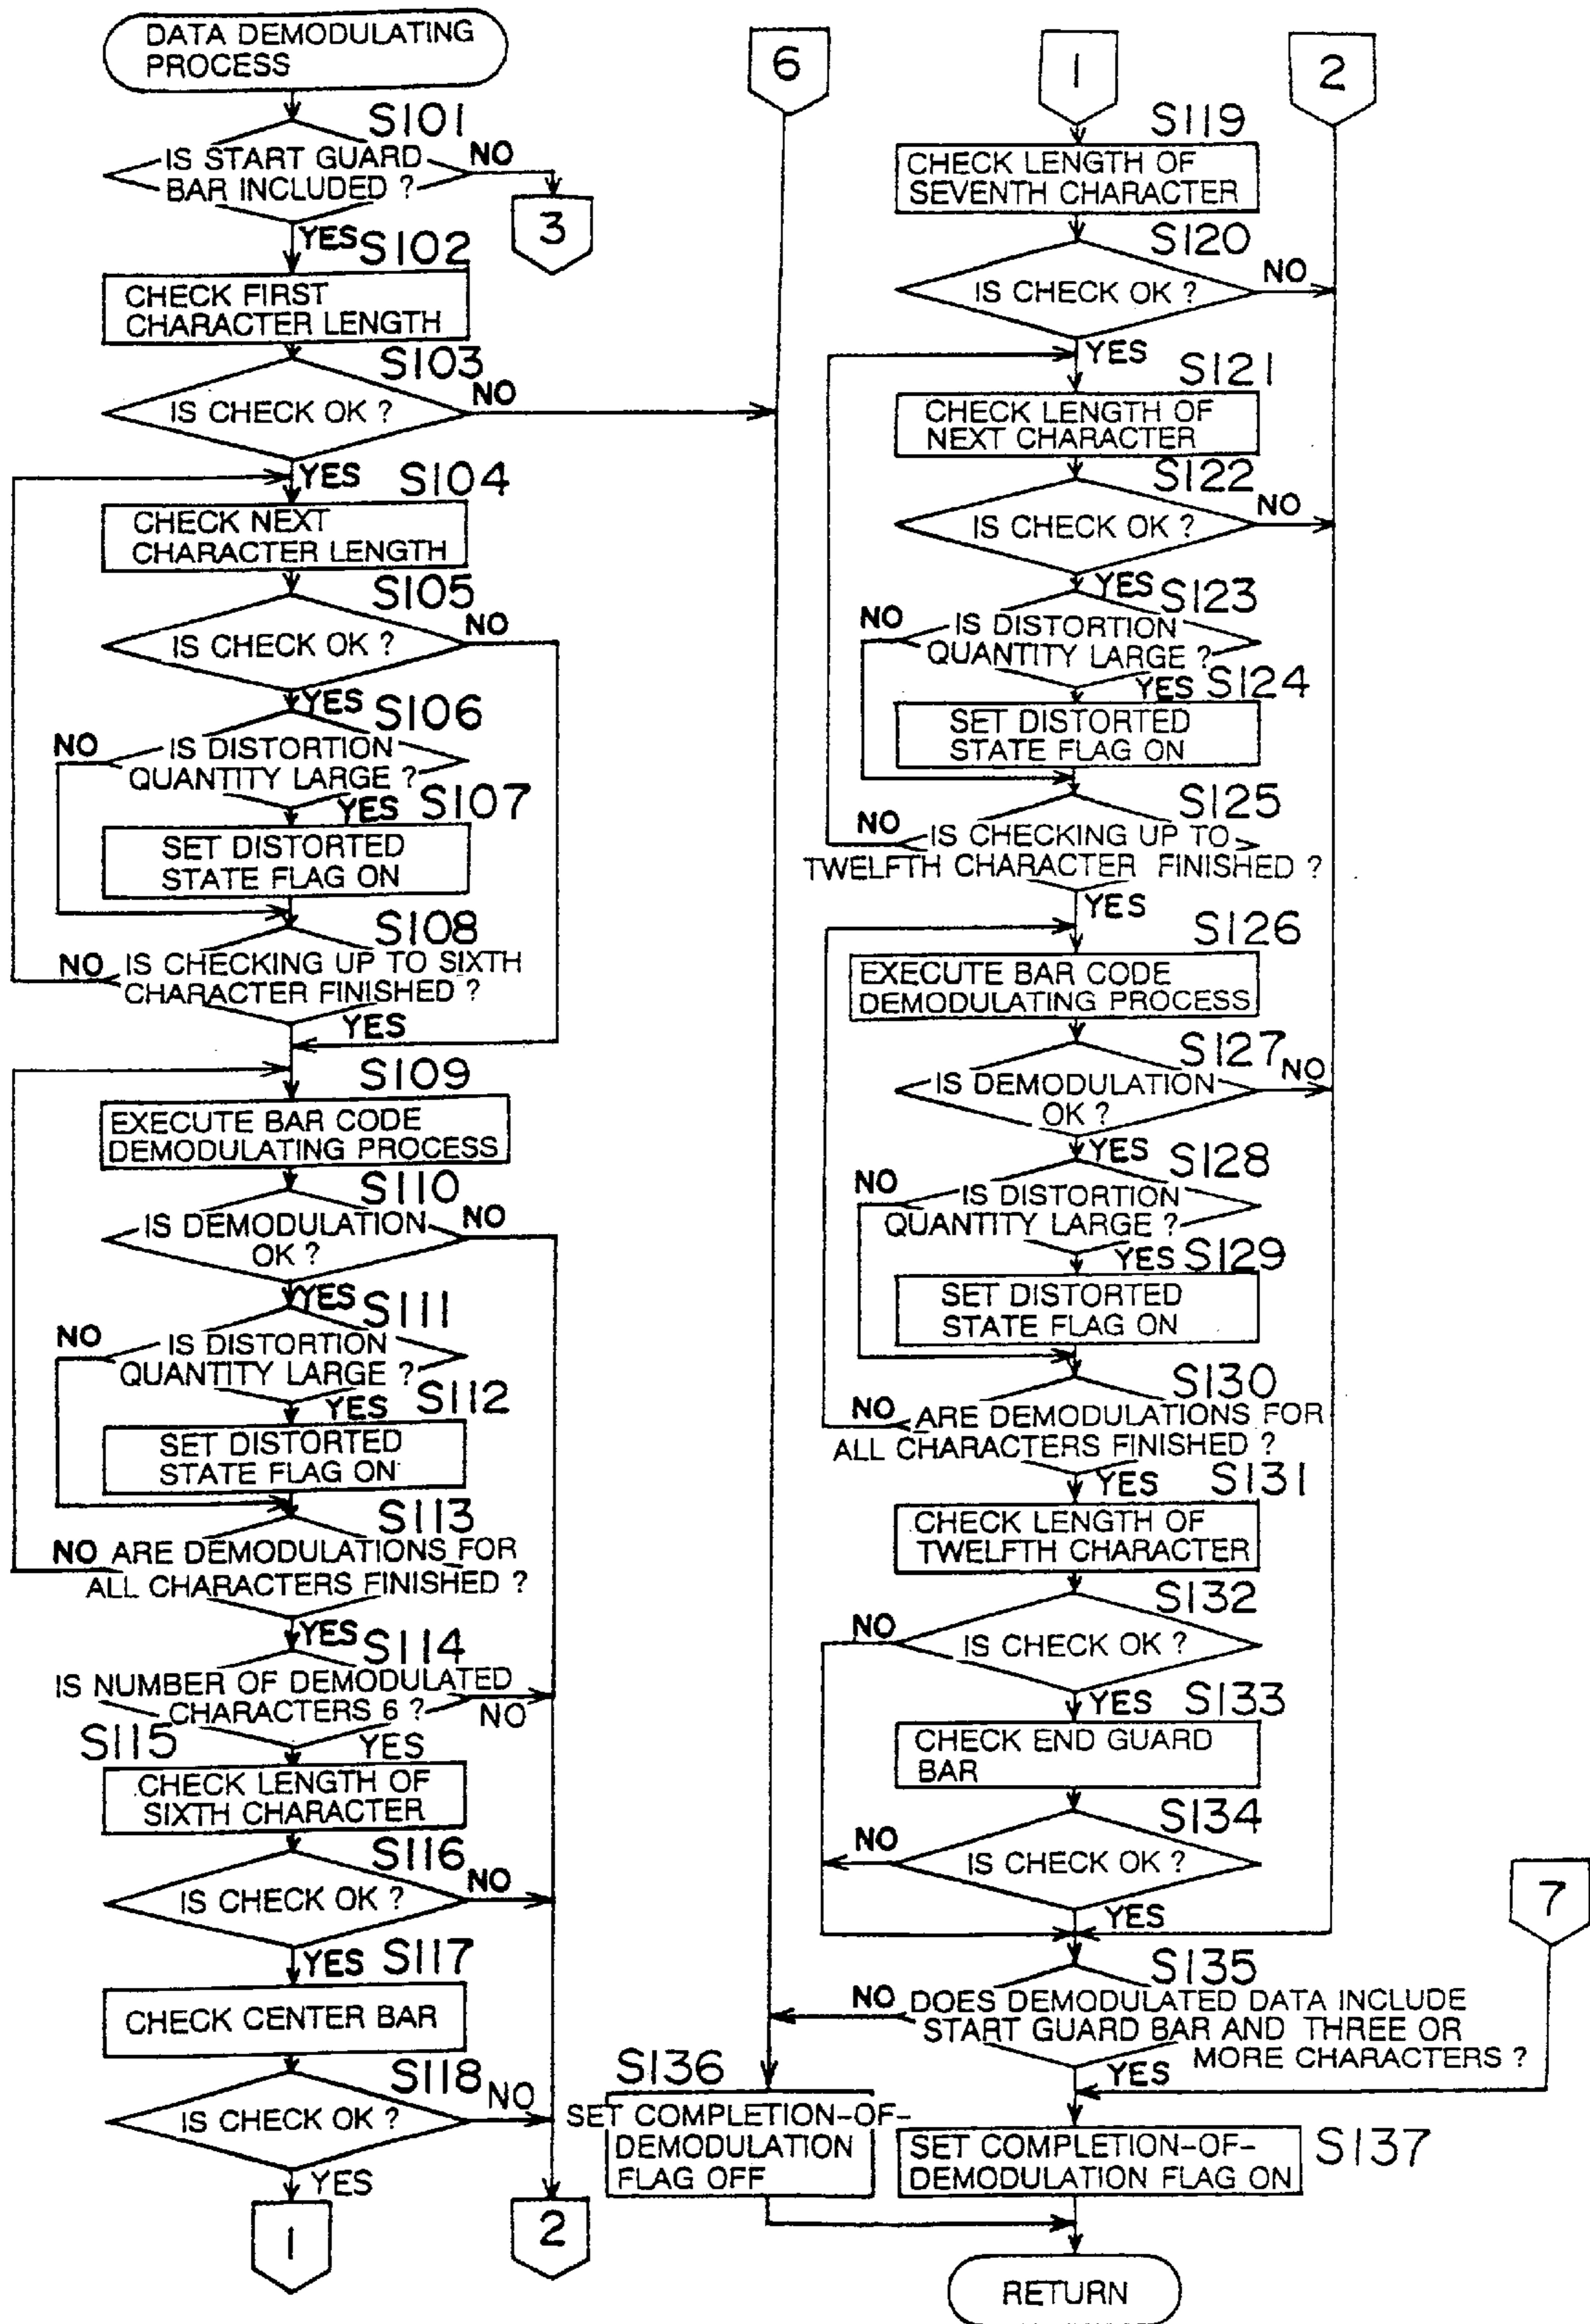 DATA DEMODULATING
PROCESS
S101
IS START GUARD
BAR INCLUDED ?
NO
3
YES
S102
CHECK FIRST
CHARACTER LENGTH
S103
IS CHECK OK ?
NO
YES
S104
CHECK NEXT
CHARACTER LENGTH
S105
IS CHECK OK ?
NO
YES
S106
NO
IS DISTORTION
QUANTITY LARGE ?
YES
S107
SET DISTORTED
STATE FLAG ON
S108
NO
IS CHECKING UP TO SIXTH
CHARACTER FINISHED ?
YES
S109
EXECUTE BAR CODE
DEMODULATING PROCESS
S110
IS DEMODULATION
OK ?
NO
YES
S111
NO
IS DISTORTION
QUANTITY LARGE ?
YES
S112
SET DISTORTED
STATE FLAG ON
S113
NO
ARE DEMODULATIONS FOR
ALL CHARACTERS FINISHED ?
YES
S114
IS NUMBER OF DEMODULATED
CHARACTERS 6 ?
NO
S115
YES
CHECK LENGTH OF
SIXTH CHARACTER
S116
IS CHECK OK ?
NO
YES
S117
CHECK CENTER BAR
S118
IS CHECK OK ?
NO
YES
1
2
6
1
2
S119
CHECK LENGTH OF
SEVENTH CHARACTER
S120
IS CHECK OK ?
NO
YES
S121
CHECK LENGTH OF
NEXT CHARACTER
S122
IS CHECK OK ?
NO
YES
S123
NO
IS DISTORTION
QUANTITY LARGE ?
YES
S124
SET DISTORTED
STATE FLAG ON
S125
NO
IS CHECKING UP TO
TWELFTH CHARACTER FINISHED ?
YES
S126
EXECUTE BAR CODE
DEMODULATING PROCESS
S127
IS DEMODULATION
OK ?
NO
YES
S128
NO
IS DISTORTION
QUANTITY LARGE ?
YES
S129
SET DISTORTED
STATE FLAG ON
S130
NO
ARE DEMODULATIONS FOR
ALL CHARACTERS FINISHED ?
YES
S131
CHECK LENGTH OF
TWELFTH CHARACTER
S132
NO
IS CHECK OK ?
YES
S133
CHECK END GUARD
BAR
S134
NO
IS CHECK OK ?
YES
7
S135
NO
DOES DEMODULATED DATA INCLUDE
START GUARD BAR AND THREE OR
MORE CHARACTERS ?
YES
S136
SET COMPLETION-OF-
DEMODULATION
FLAG OFF
SET COMPLETION-OF-
DEMODULATION FLAG ON
S137
RETURN